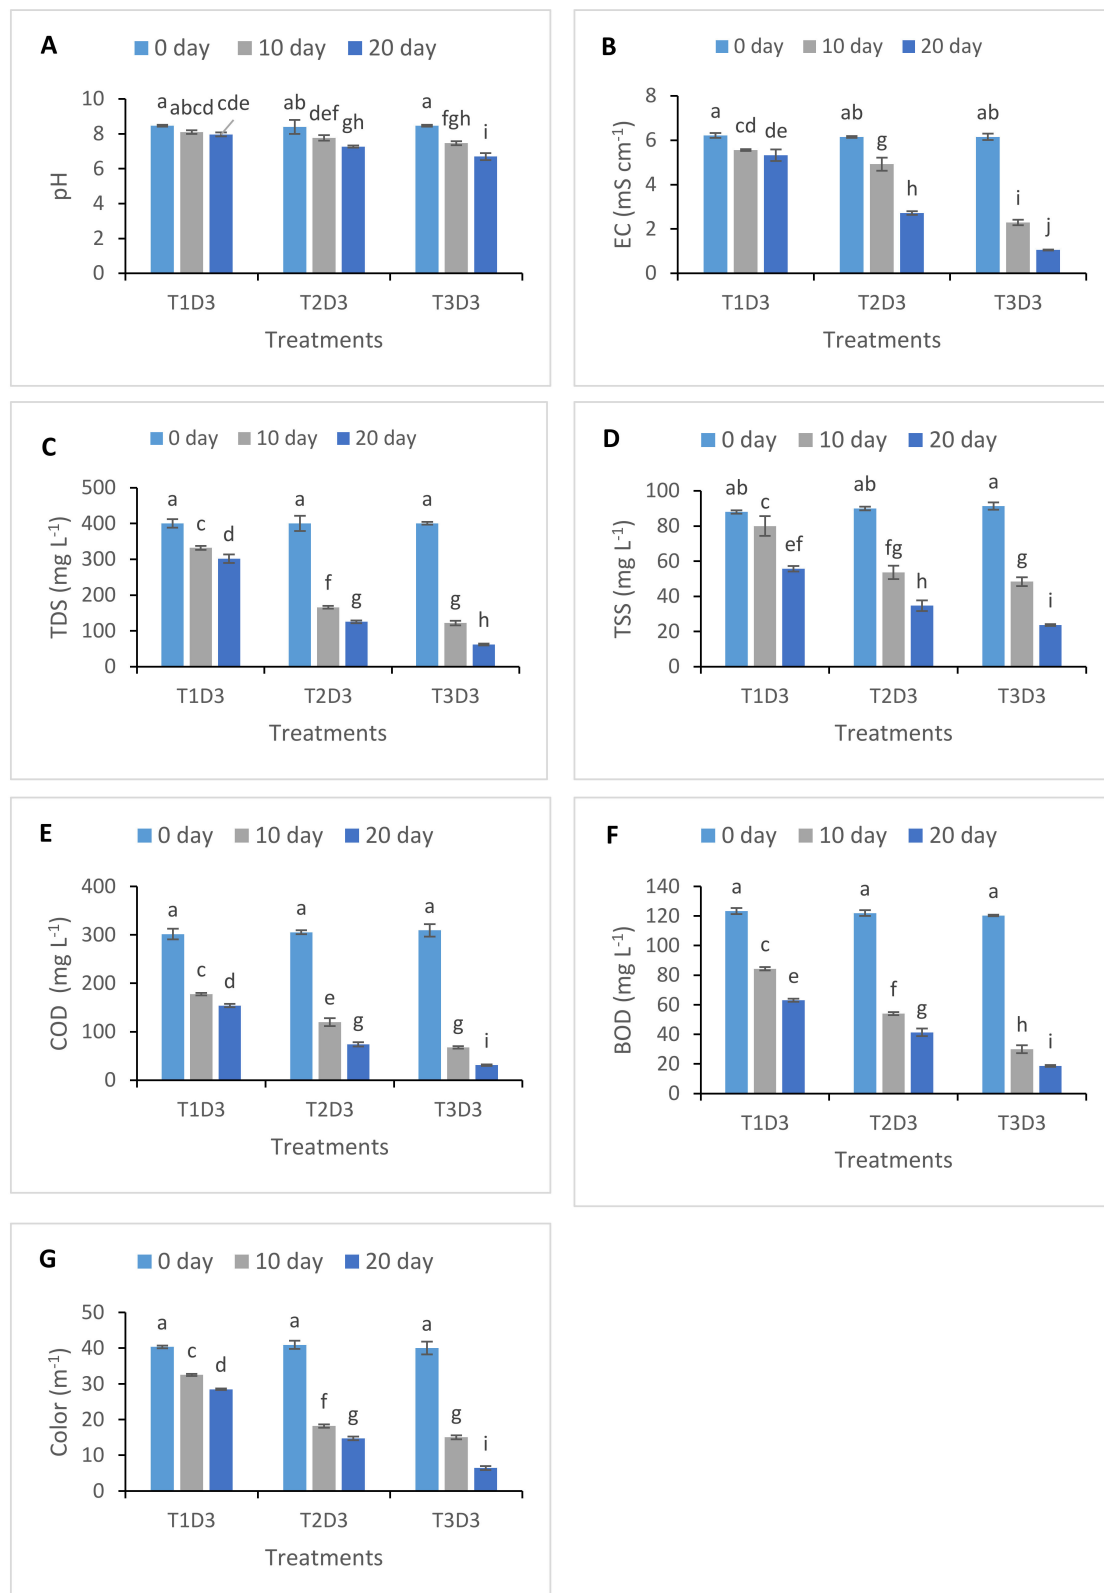 A
0 day 10 day 20 day
a abcd cde ab def gh a fgh i
10
8
6
4
2
0
pH
T1D3 T2D3 T3D3
Treatments
B
0 day 10 day 20 day
a cd de ab g h ab i j
8
6
4
2
0
EC (mS cm-1)
T1D3 T2D3 T3D3
Treatments
C
0 day 10 day 20 day
a c d a f g a g h
500
400
300
200
100
0
TDS (mg L-1)
T1D3 T2D3 T3D3
Treatments
D
0 day 10 day 20 day
ab c ef ab fg h a g i
100
80
60
40
20
0
TSS (mg L-1)
T1D3 T2D3 T3D3
Treatments
E
0 day 10 day 20 day
a c d a e g a g i
400
300
200
100
0
COD (mg L-1)
T1D3 T2D3 T3D3
Treatments
F
0 day 10 day 20 day
a c e a f g a h i
140
120
100
80
60
40
20
0
BOD (mg L-1)
T1D3 T2D3 T3D3
Treatments
G
0 day 10 day 20 day
a c d a f g a g i
50
40
30
20
10
0
Color (m-1)
T1D3 T2D3 T3D3
Treatments